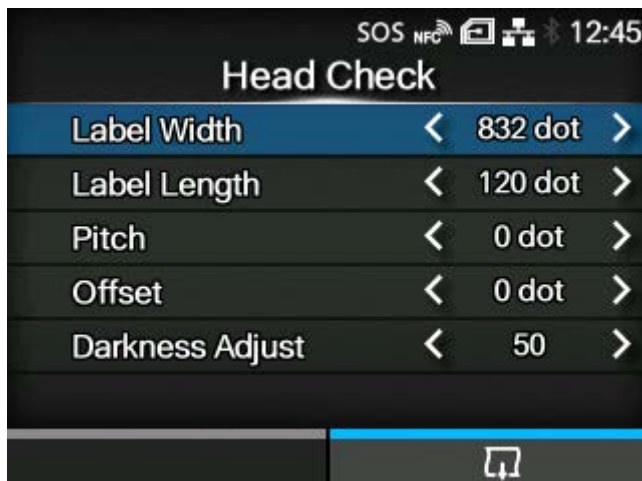 SOS NFC 12:45
Head Check
Label Width 832 dot
Label Length 120 dot
Pitch 0 dot
Offset 0 dot
Darkness Adjust 50